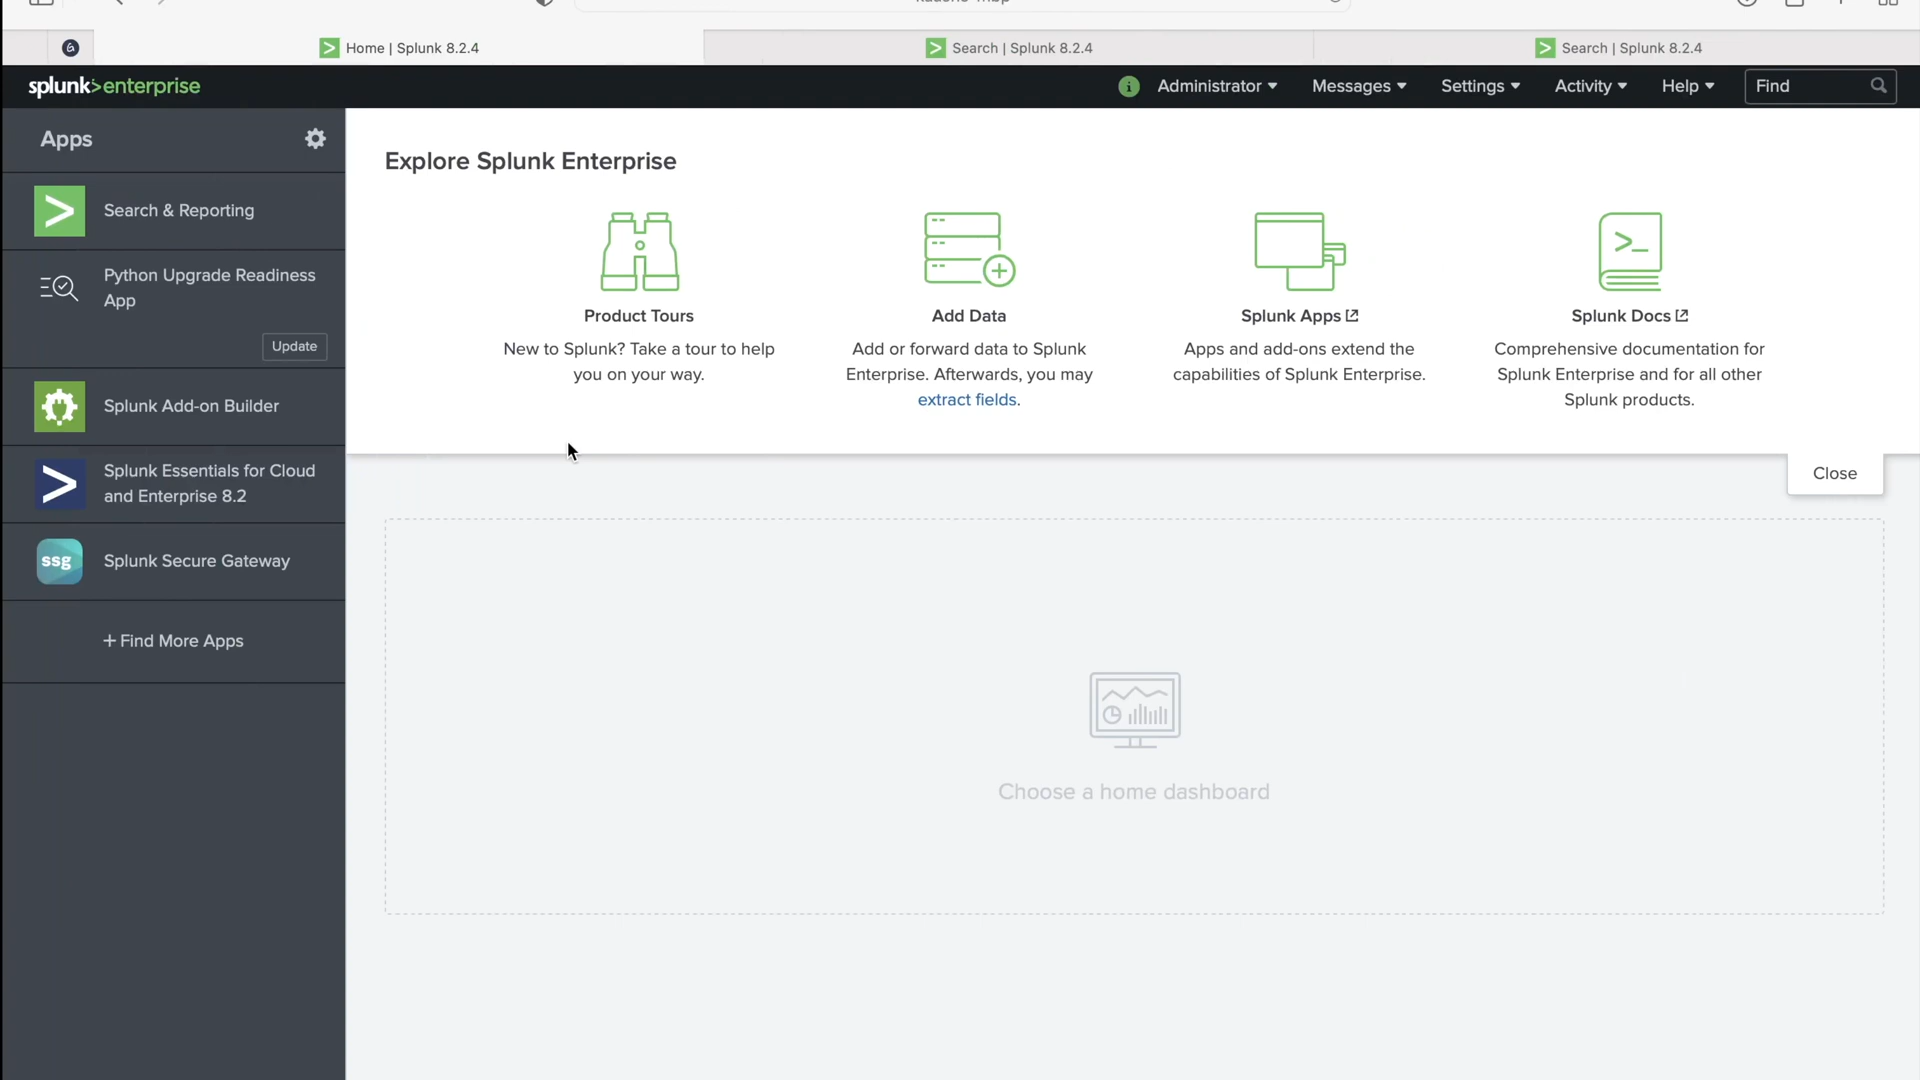 Home | Splunk 8.2.4
Search | Splunk 8.2.4
Search | Splunk 8.2.4
splunk>enterprise
Administrator
Messages
Settings
Activity
Help
Find
Apps
Search & Reporting
Python Upgrade Readiness
App
Update
Splunk Add-on Builder
Splunk Essentials for Cloud
and Enterprise 8.2
ssg
Splunk Secure Gateway
+ Find More Apps
Explore Splunk Enterprise
Product Tours
New to Splunk? Take a tour to help
you on your way.
Add Data
Add or forward data to Splunk
Enterprise. Afterwards, you may
extract fields.
Splunk Apps
Apps and add-ons extend the
capabilities of Splunk Enterprise.
Splunk Docs
Comprehensive documentation for
Splunk Enterprise and for all other
Splunk products.
Close
Choose a home dashboard